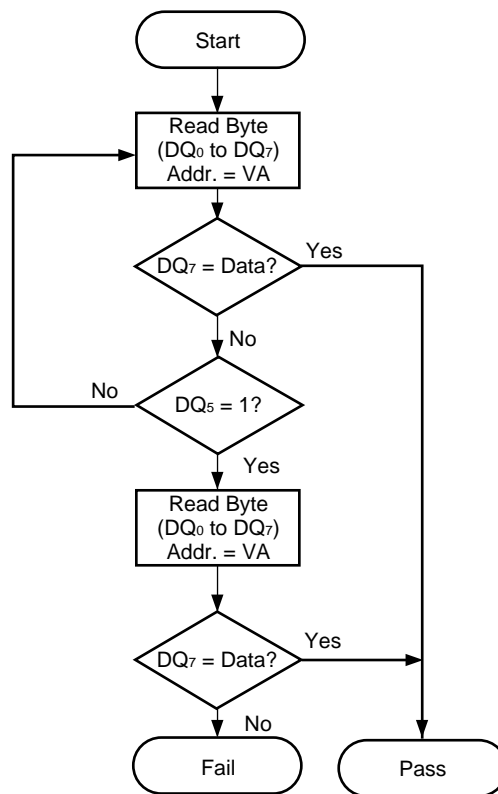 Start
Read Byte
(DQ0 to DQ7)
Addr. = VA
DQ7 = Data?
Yes
No
DQ5 = 1?
No
Yes
Read Byte
(DQ0 to DQ7)
Addr. = VA
DQ7 = Data?
Yes
No
Fail
Pass